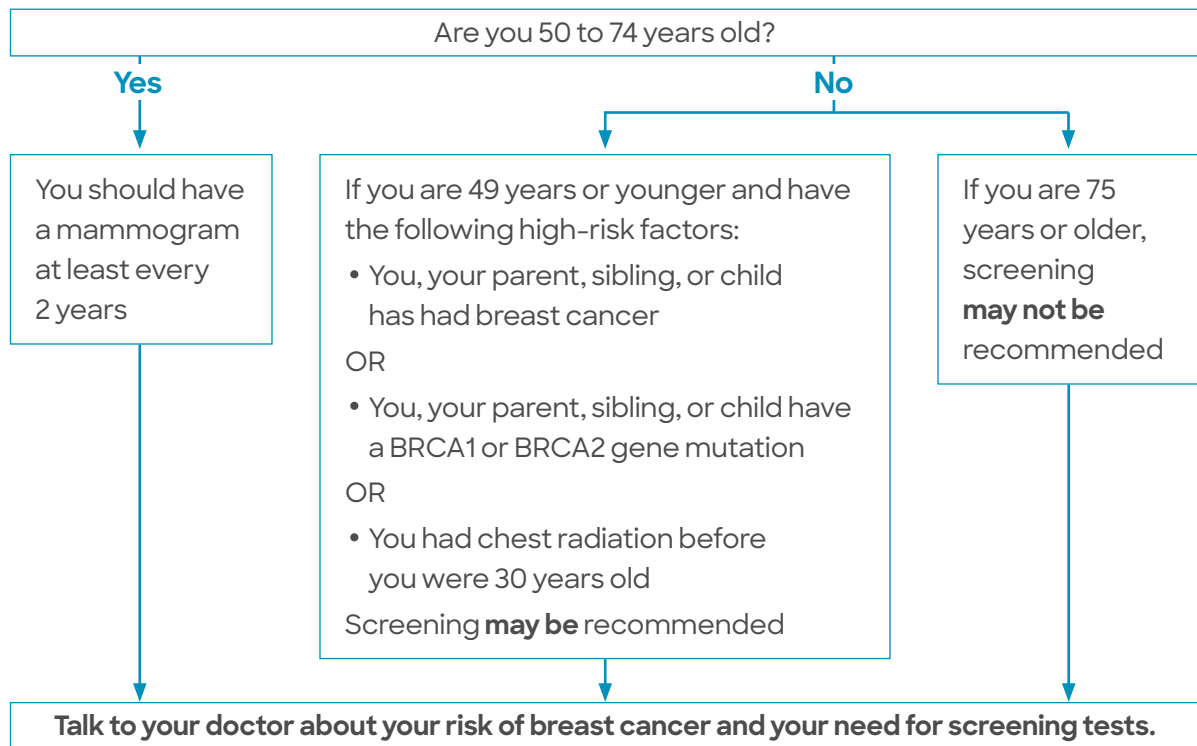 Are you 50 to 74 years old?
Yes
No
You should have
a mammogram
at least every
2 years
If you are 49 years or younger and have
the following high-risk factors:
• You, your parent, sibling, or child
has had breast cancer
OR
• You, your parent, sibling, or child have
a BRCA1 or BRCA2 gene mutation
OR
• You had chest radiation before
you were 30 years old
Screening may be recommended
If you are 75
years or older,
screening
may not be
recommended
Talk to your doctor about your risk of breast cancer and your need for screening tests.